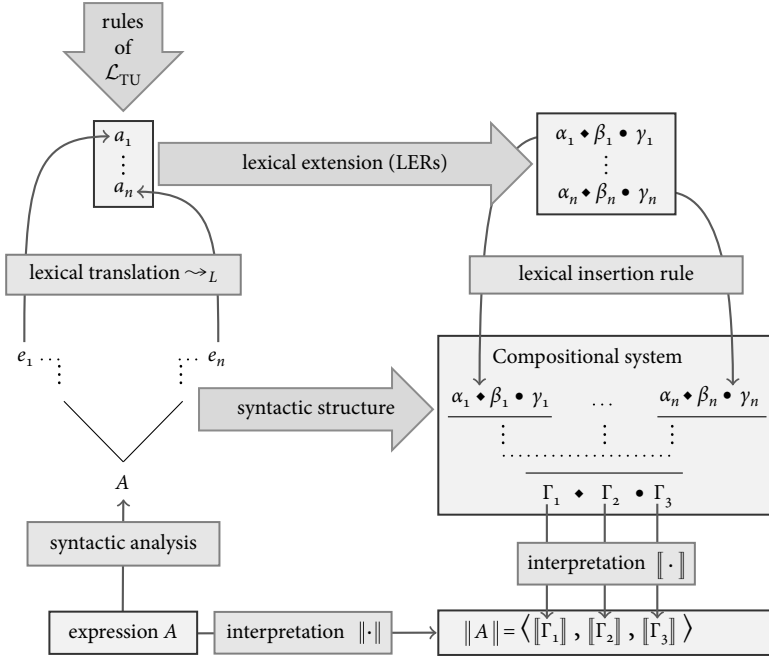 rules
of
ℒTU
a₁
⋮
aₙ
lexical extension (LERs)
α₁ ◆ β₁ ● γ₁
⋮
αₙ ◆ βₙ ● γₙ
lexical translation ⤳L
lexical insertion rule
e₁ ....
.... eₙ
Compositional system
α₁ ◆ β₁ ● γ₁ ... αₙ ◆ βₙ ● γₙ
syntactic structure
A
Γ₁ ◆ Γ₂ ● Γ₃
syntactic analysis
interpretation ⟦·⟧
expression A
interpretation ‖·‖
‖A‖ = ⟨⟦Γ₁⟧, ⟦Γ₂⟧, ⟦Γ₃⟧⟩